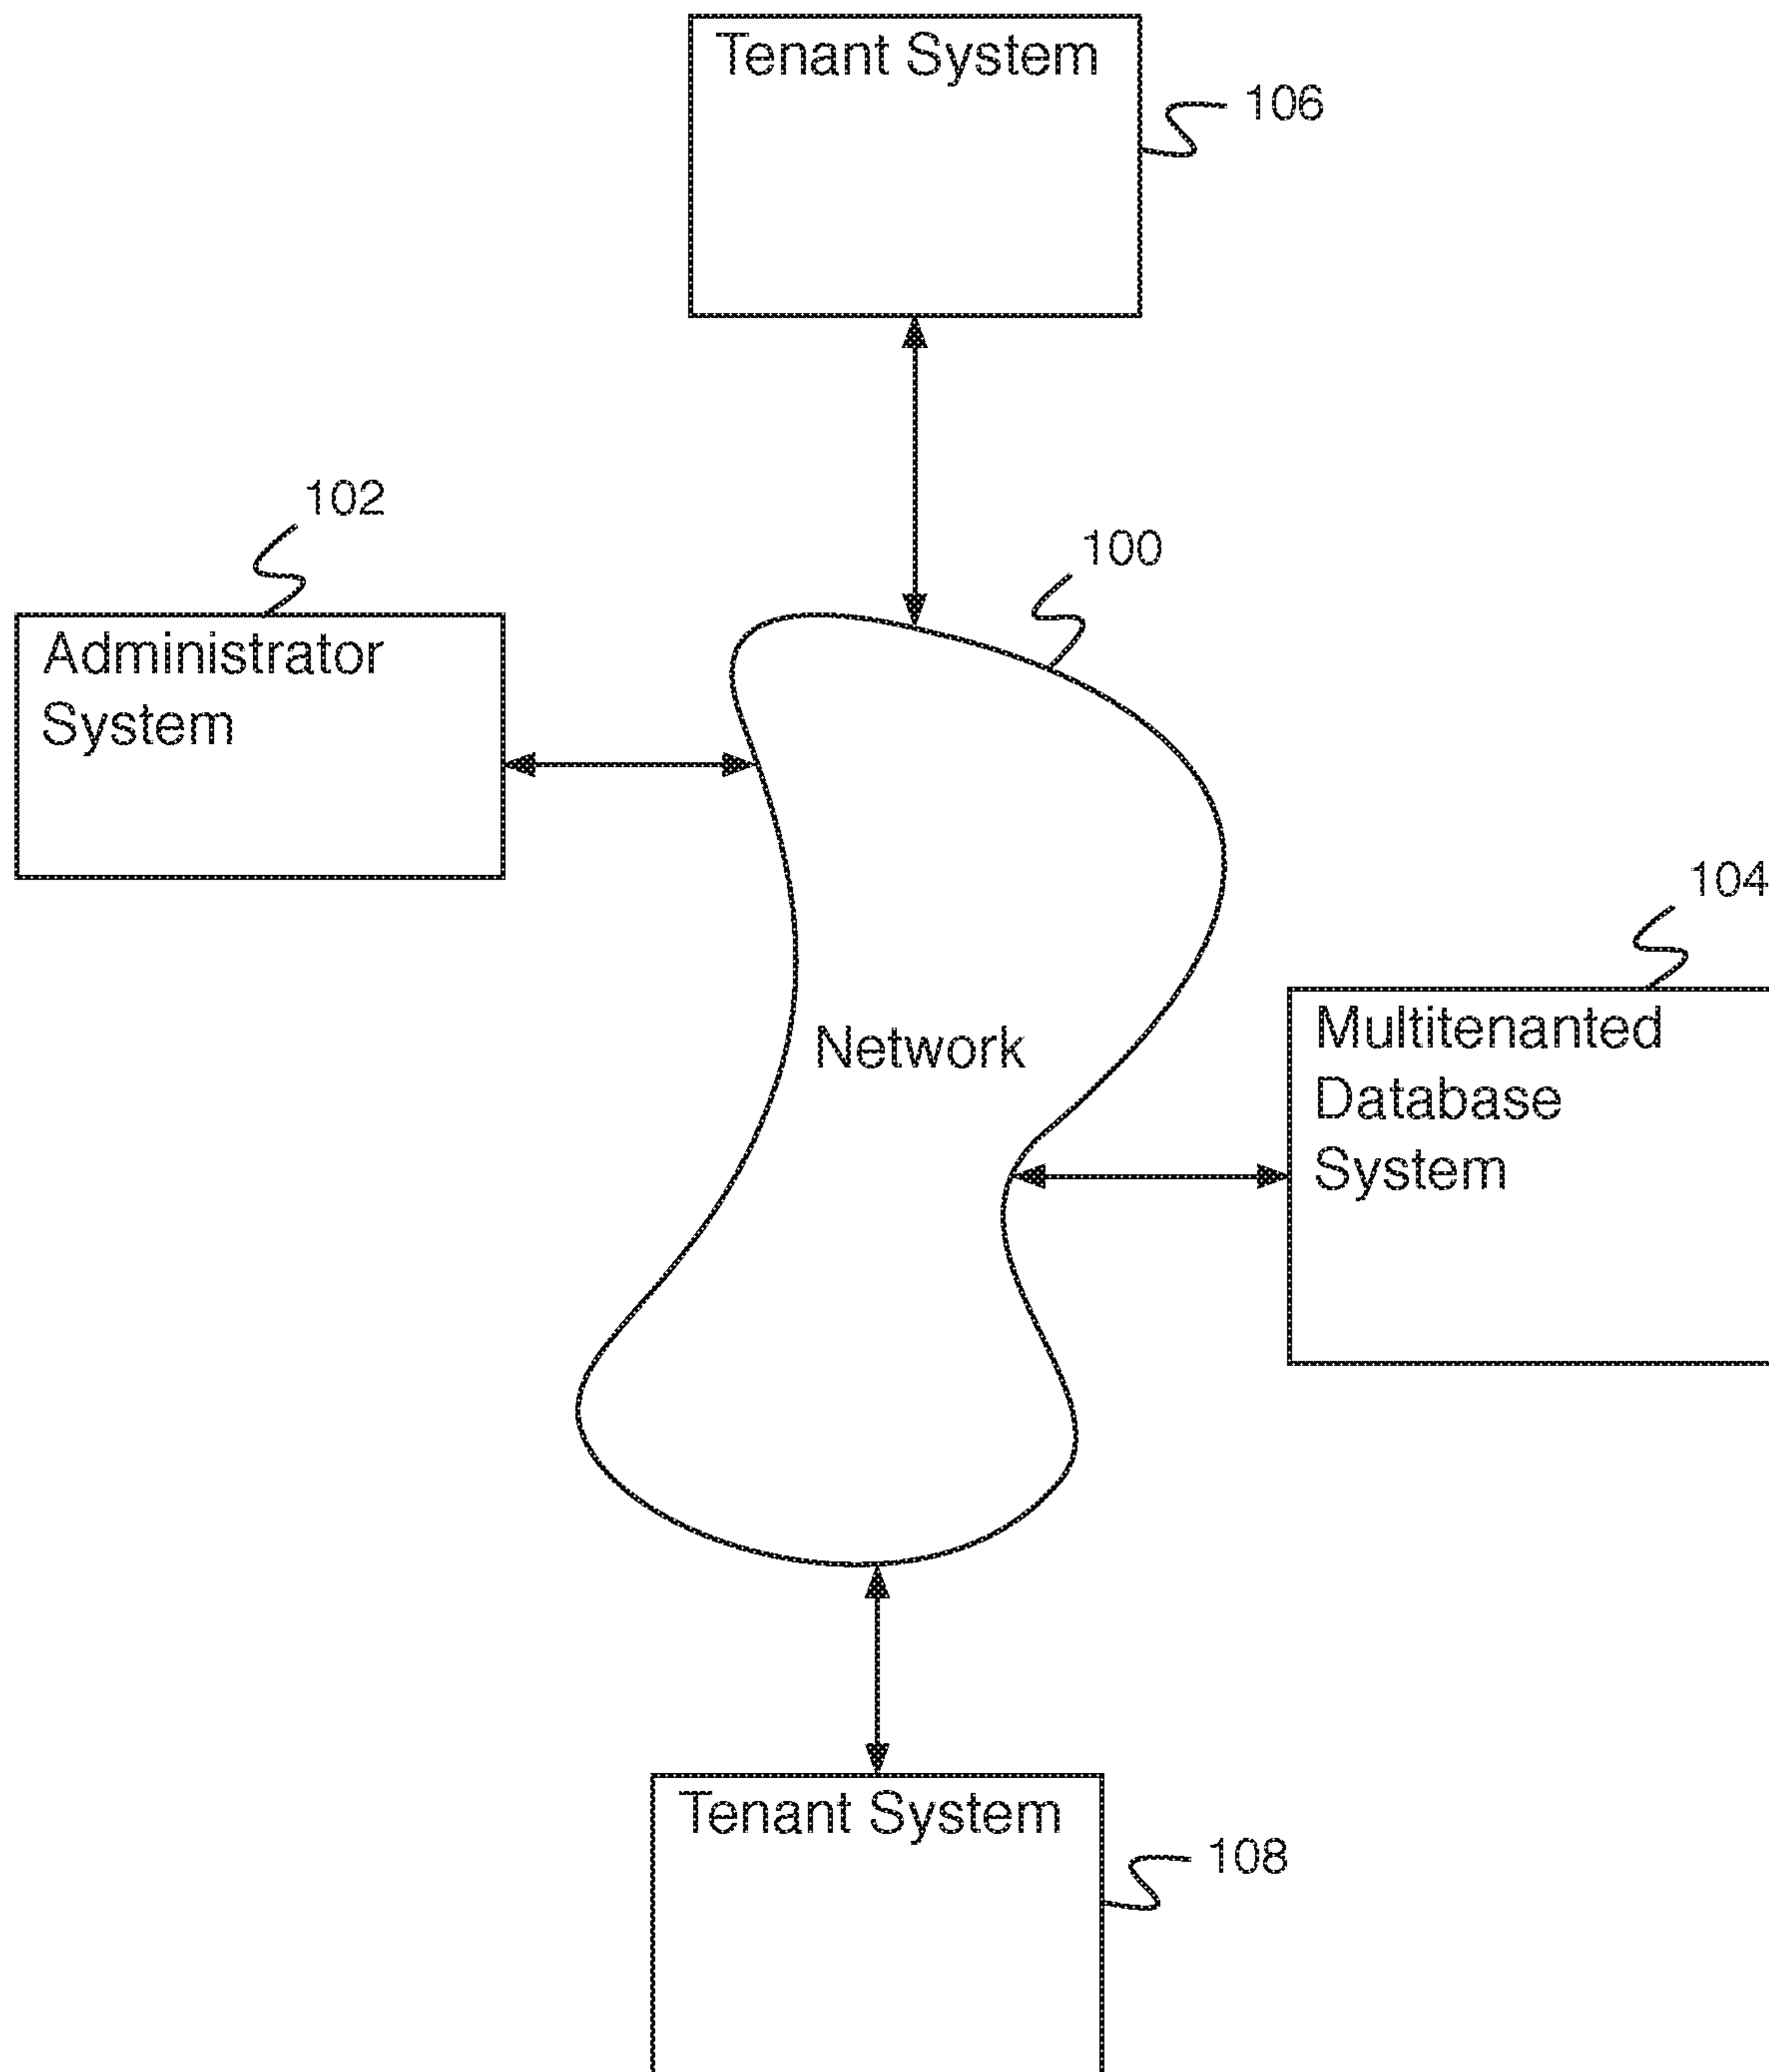 Tenant System
106
102
100
Administrator
System
104
Network
Multitenanted
Database
System
Tenant System
108